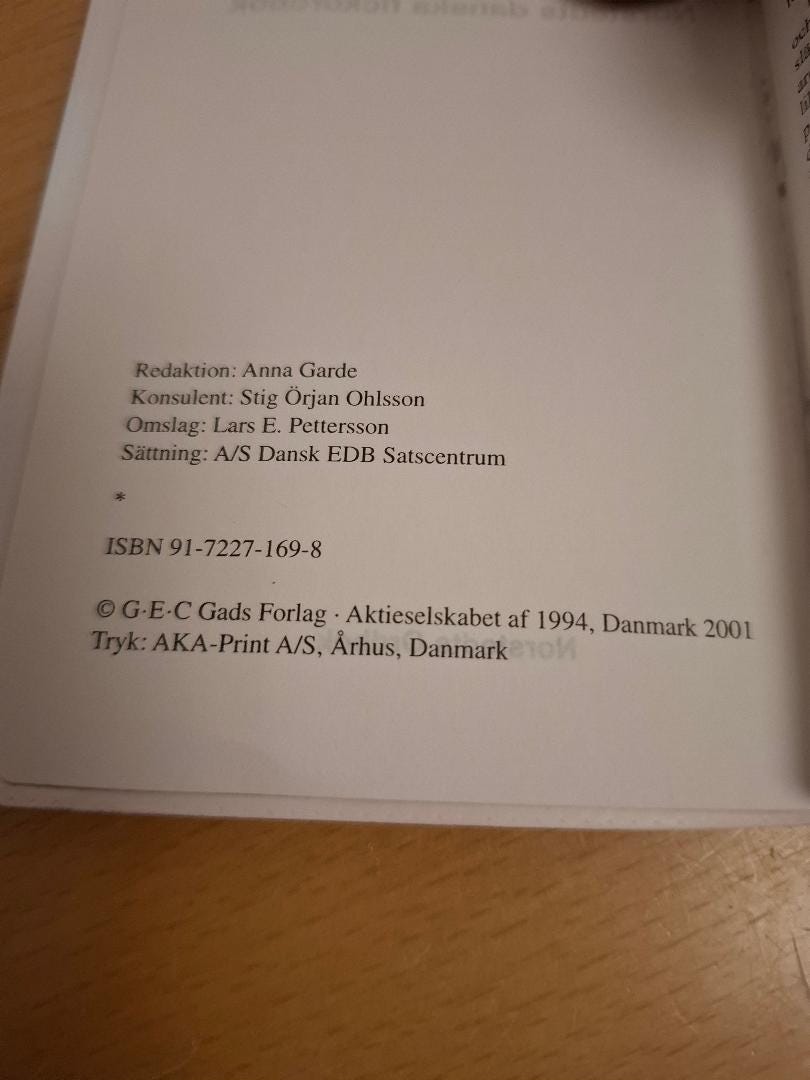 Redaktion: Anna Garde
Konsulent: Stig Örjan Ohlsson
Omslag: Lars E. Pettersson
Sättning: A/S Dansk EDB Satscentrum
*
ISBN 91-7227-169-8
© G·E·C Gads Forlag · Aktieselskabet af 1994, Danmark 2001
Tryk: AKA-Print A/S, Århus, Danmark